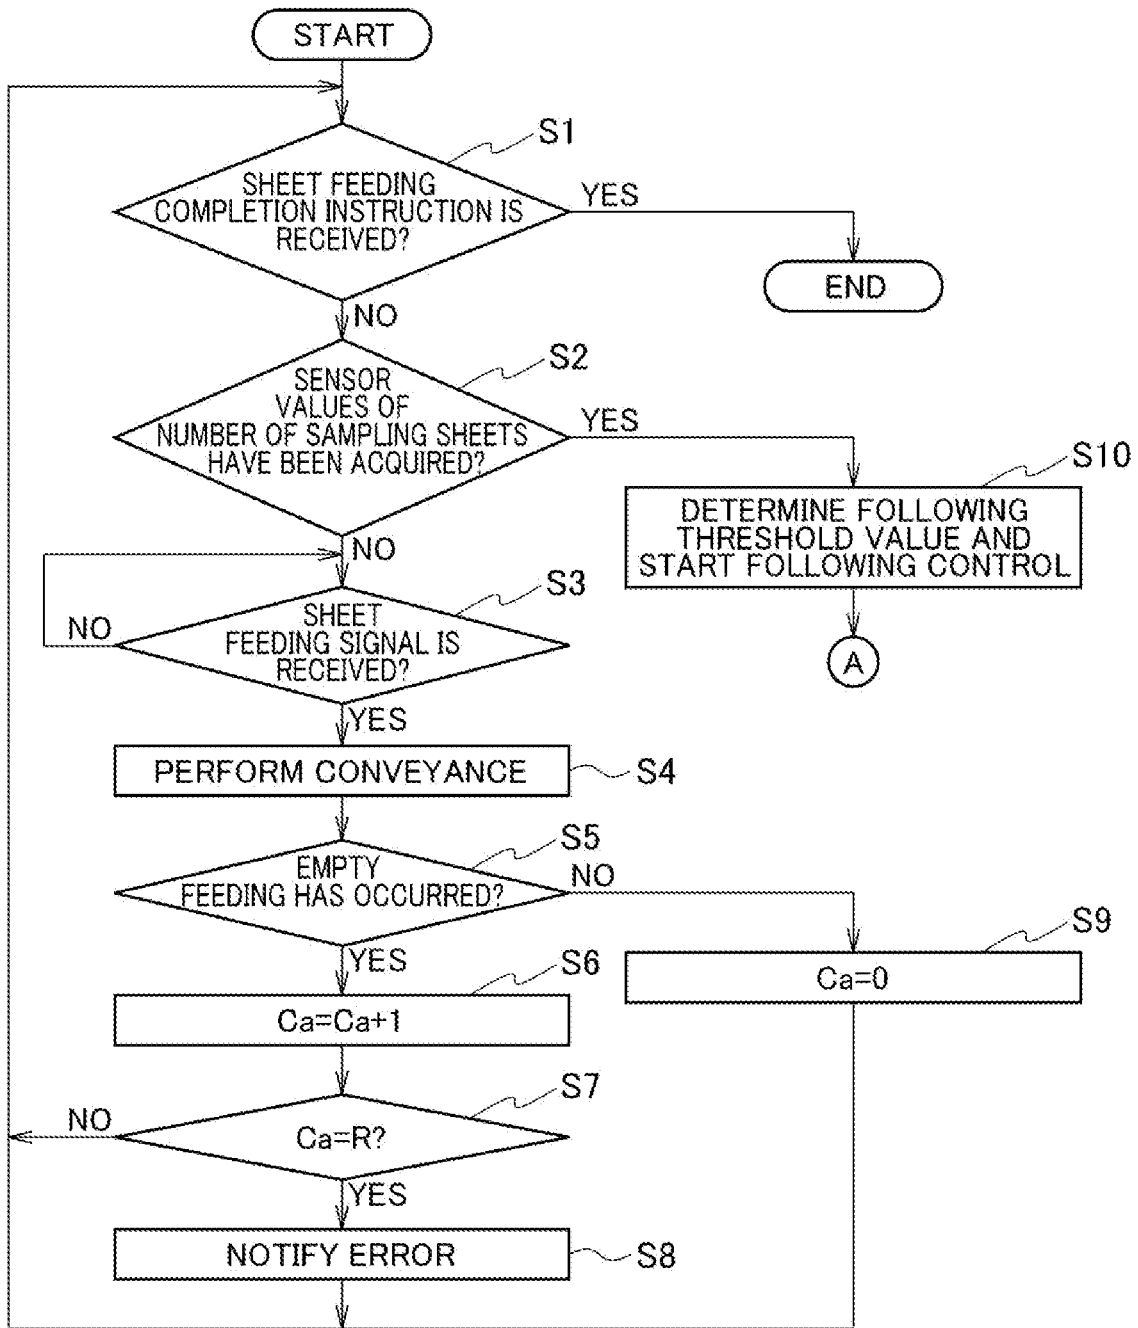 START
S1
SHEET FEEDING
COMPLETION INSTRUCTION IS
RECEIVED?
YES
END
NO
S2
SENSOR
VALUES OF
NUMBER OF SAMPLING SHEETS
HAVE BEEN ACQUIRED?
YES
S10
DETERMINE FOLLOWING
THRESHOLD VALUE AND
START FOLLOWING CONTROL
A
NO
S3
SHEET
FEEDING SIGNAL IS
RECEIVED?
NO
YES
PERFORM CONVEYANCE
S4
S5
EMPTY
FEEDING HAS OCCURRED?
NO
S9
Ca=0
YES
S6
Ca=Ca+1
S7
Ca=R?
NO
YES
NOTIFY ERROR
S8